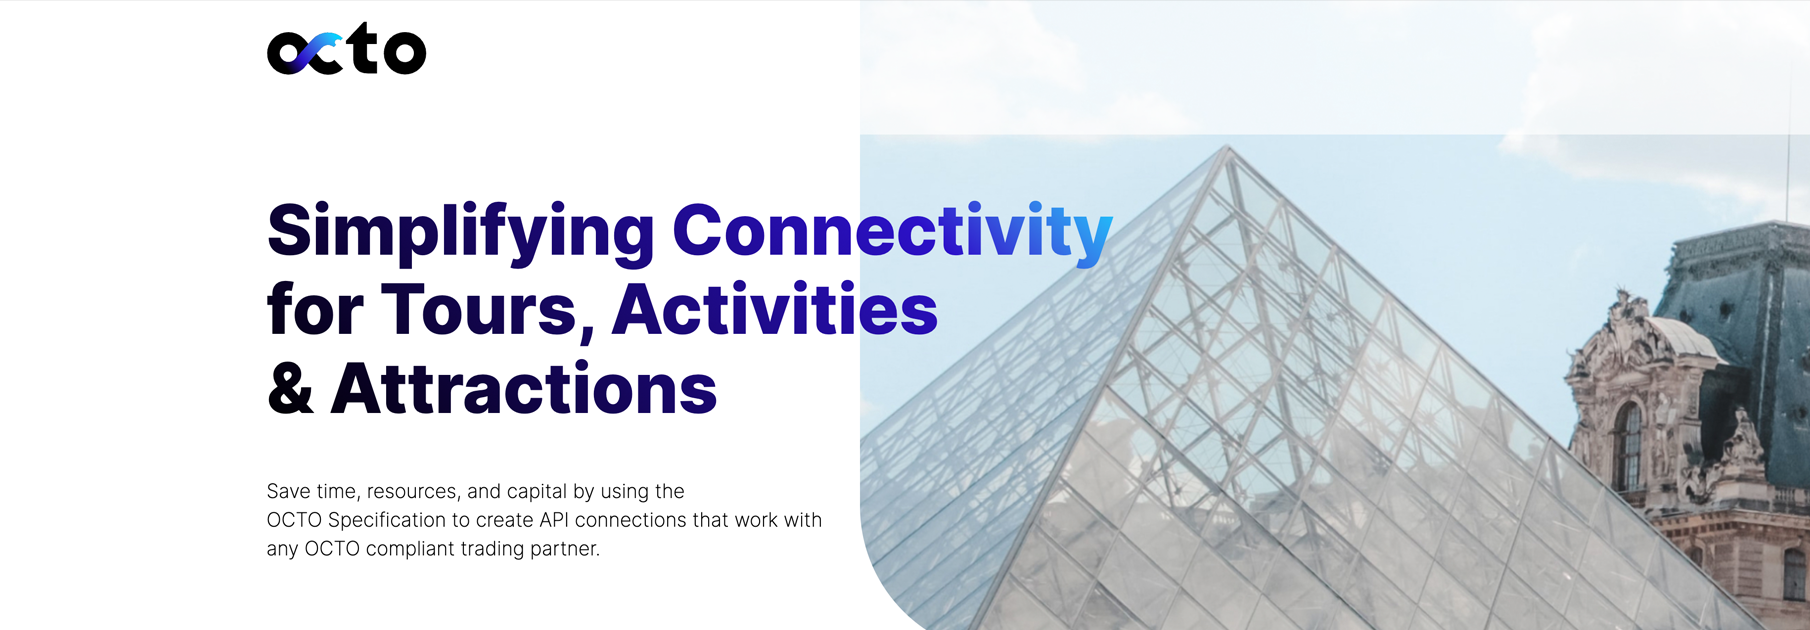 octo
Simplifying Connectivity
for Tours, Activities
& Attractions
Save time, resources, and capital by using the
OCTO Specification to create API connections that work with
any OCTO compliant trading partner.